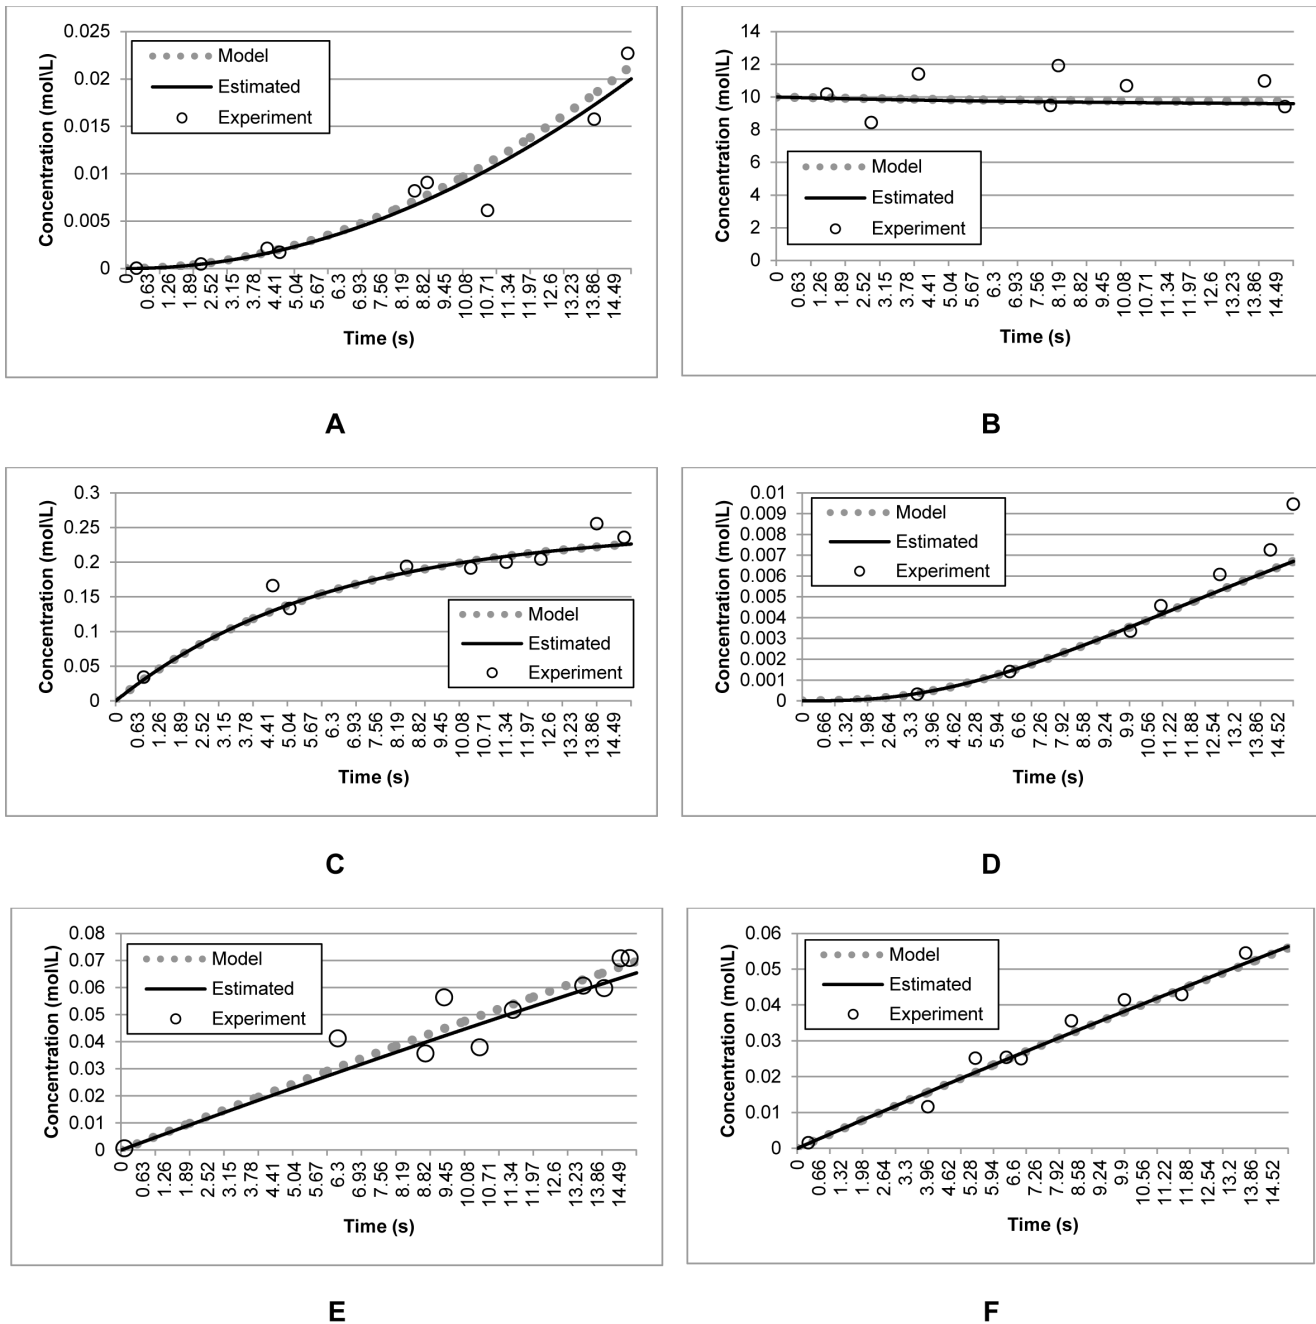 0.025
0.02
0.015
0.01
0.005
0
Concentration (mol\L)
Model
Estimated
Experiment
0 0.63 1.26 1.89 2.52 3.15 3.78 4.41 5.04 5.67 6.3 6.93 7.56 8.19 8.82 9.45 10.08 10.71 11.34 11.97 12.6 13.23 13.86 14.49
Time (s)
A
14
12
10
8
6
4
2
0
Concentration (mol\L)
Model
Estimated
Experiment
0 0.63 1.26 1.89 2.52 3.15 3.78 4.41 5.04 5.67 6.3 6.93 7.56 8.19 8.82 9.45 10.08 10.71 11.34 11.97 12.6 13.23 13.86 14.49
Time (s)
B
0.3
0.25
0.2
0.15
0.1
0.05
0
Concentration (mol\L)
Model
Estimated
Experiment
0 0.63 1.26 1.89 2.52 3.15 3.78 4.41 5.04 5.67 6.3 6.93 7.56 8.19 8.82 9.45 10.08 10.71 11.34 11.97 12.6 13.23 13.86 14.49
Time (s)
C
0.01
0.009
0.008
0.007
0.006
0.005
0.004
0.003
0.002
0.001
0
Concentration (mol\L)
Model
Estimated
Experiment
0 0.66 1.32 1.98 2.64 3.3 3.96 4.62 5.28 5.94 6.6 7.26 7.92 8.58 9.24 9.9 10.56 11.22 11.88 12.54 13.2 13.86 14.52
Time (s)
D
0.08
0.07
0.06
0.05
0.04
0.03
0.02
0.01
0
Concentration (mol\L)
Model
Estimated
Experiment
0 0.63 1.26 1.89 2.52 3.15 3.78 4.41 5.04 5.67 6.3 6.93 7.56 8.19 8.82 9.45 10.08 10.71 11.34 11.97 12.6 13.23 13.86 14.49
Time (s)
E
0.06
0.05
0.04
0.03
0.02
0.01
0
Concentration (mol\L)
Model
Estimated
Experiment
0 0.66 1.32 1.98 2.64 3.3 3.96 4.62 5.28 5.94 6.6 7.26 7.92 8.58 9.24 9.9 10.56 11.22 11.88 12.54 13.2 13.86 14.52
Time (s)
F